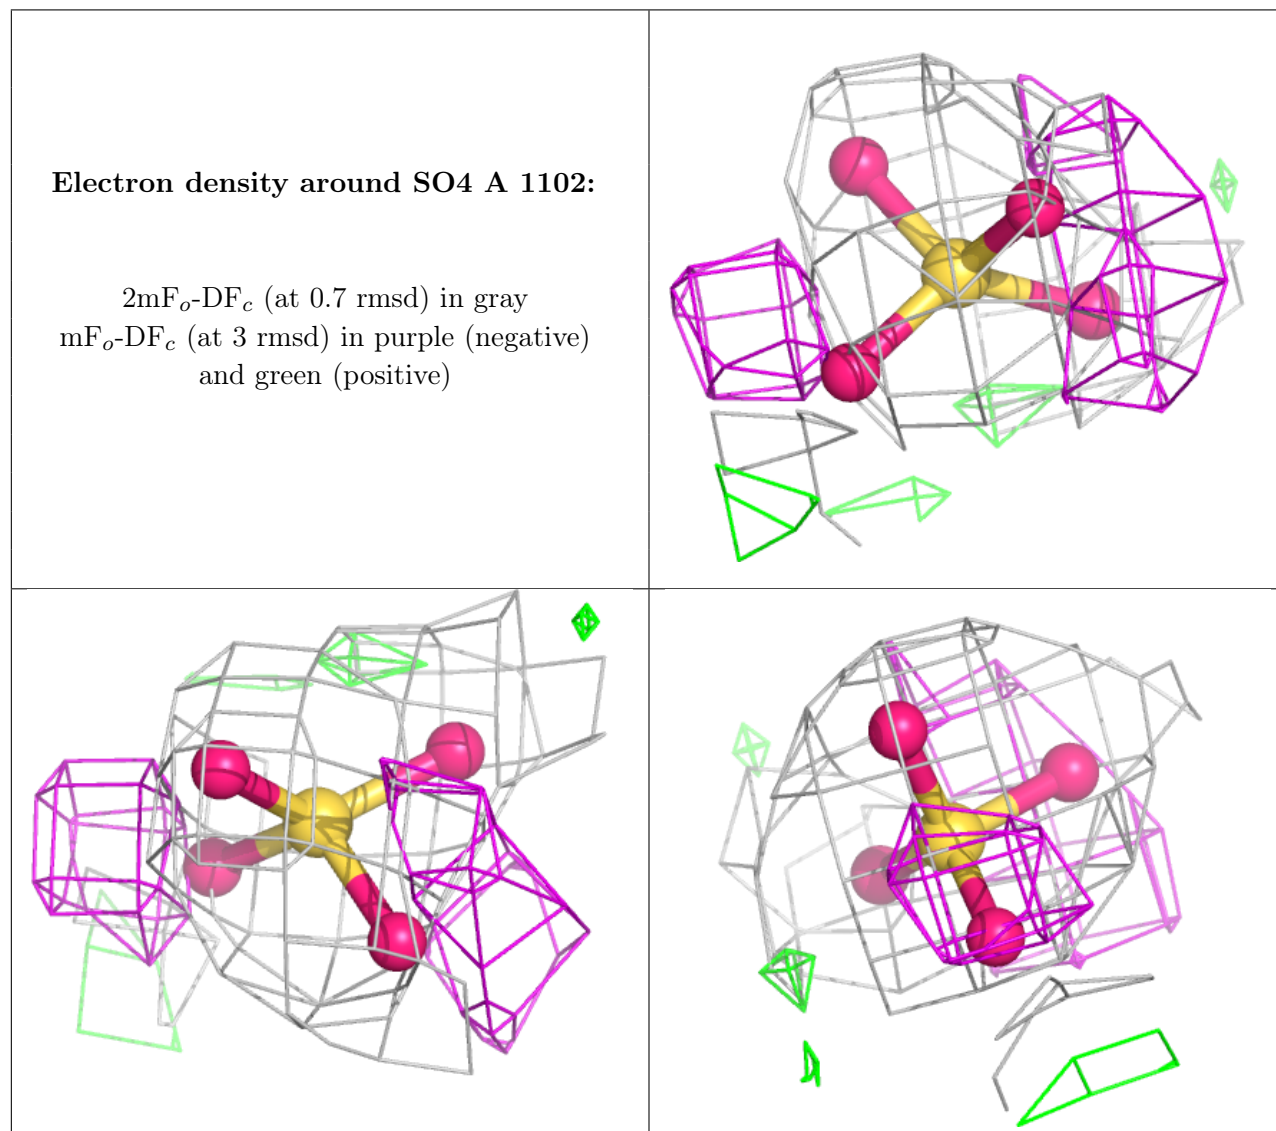 Electron density around SO4 A 1102:
2mFo-DFc (at 0.7 rmsd) in gray
mFo-DFc (at 3 rmsd) in purple (negative)
and green (positive)